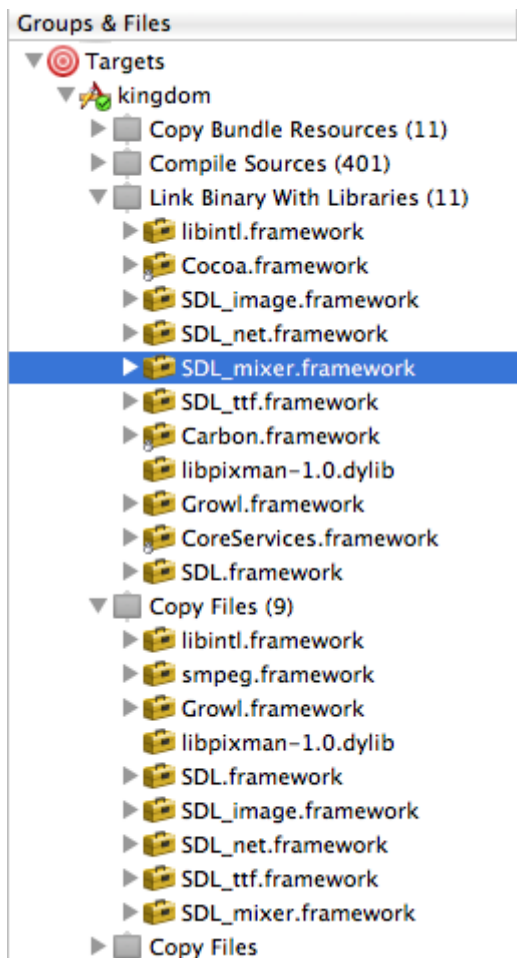 Groups & Files
Targets
kingdom
Copy Bundle Resources (11)
Compile Sources (401)
Link Binary With Libraries (11)
libintl.framework
Cocoa.framework
SDL_image.framework
SDL_net.framework
SDL_mixer.framework
SDL_ttf.framework
Carbon.framework
libpixman-1.0.dylib
Growl.framework
CoreServices.framework
SDL.framework
Copy Files (9)
libintl.framework
smpeg.framework
Growl.framework
libpixman-1.0.dylib
SDL.framework
SDL_image.framework
SDL_net.framework
SDL_ttf.framework
SDL_mixer.framework
Copy Files